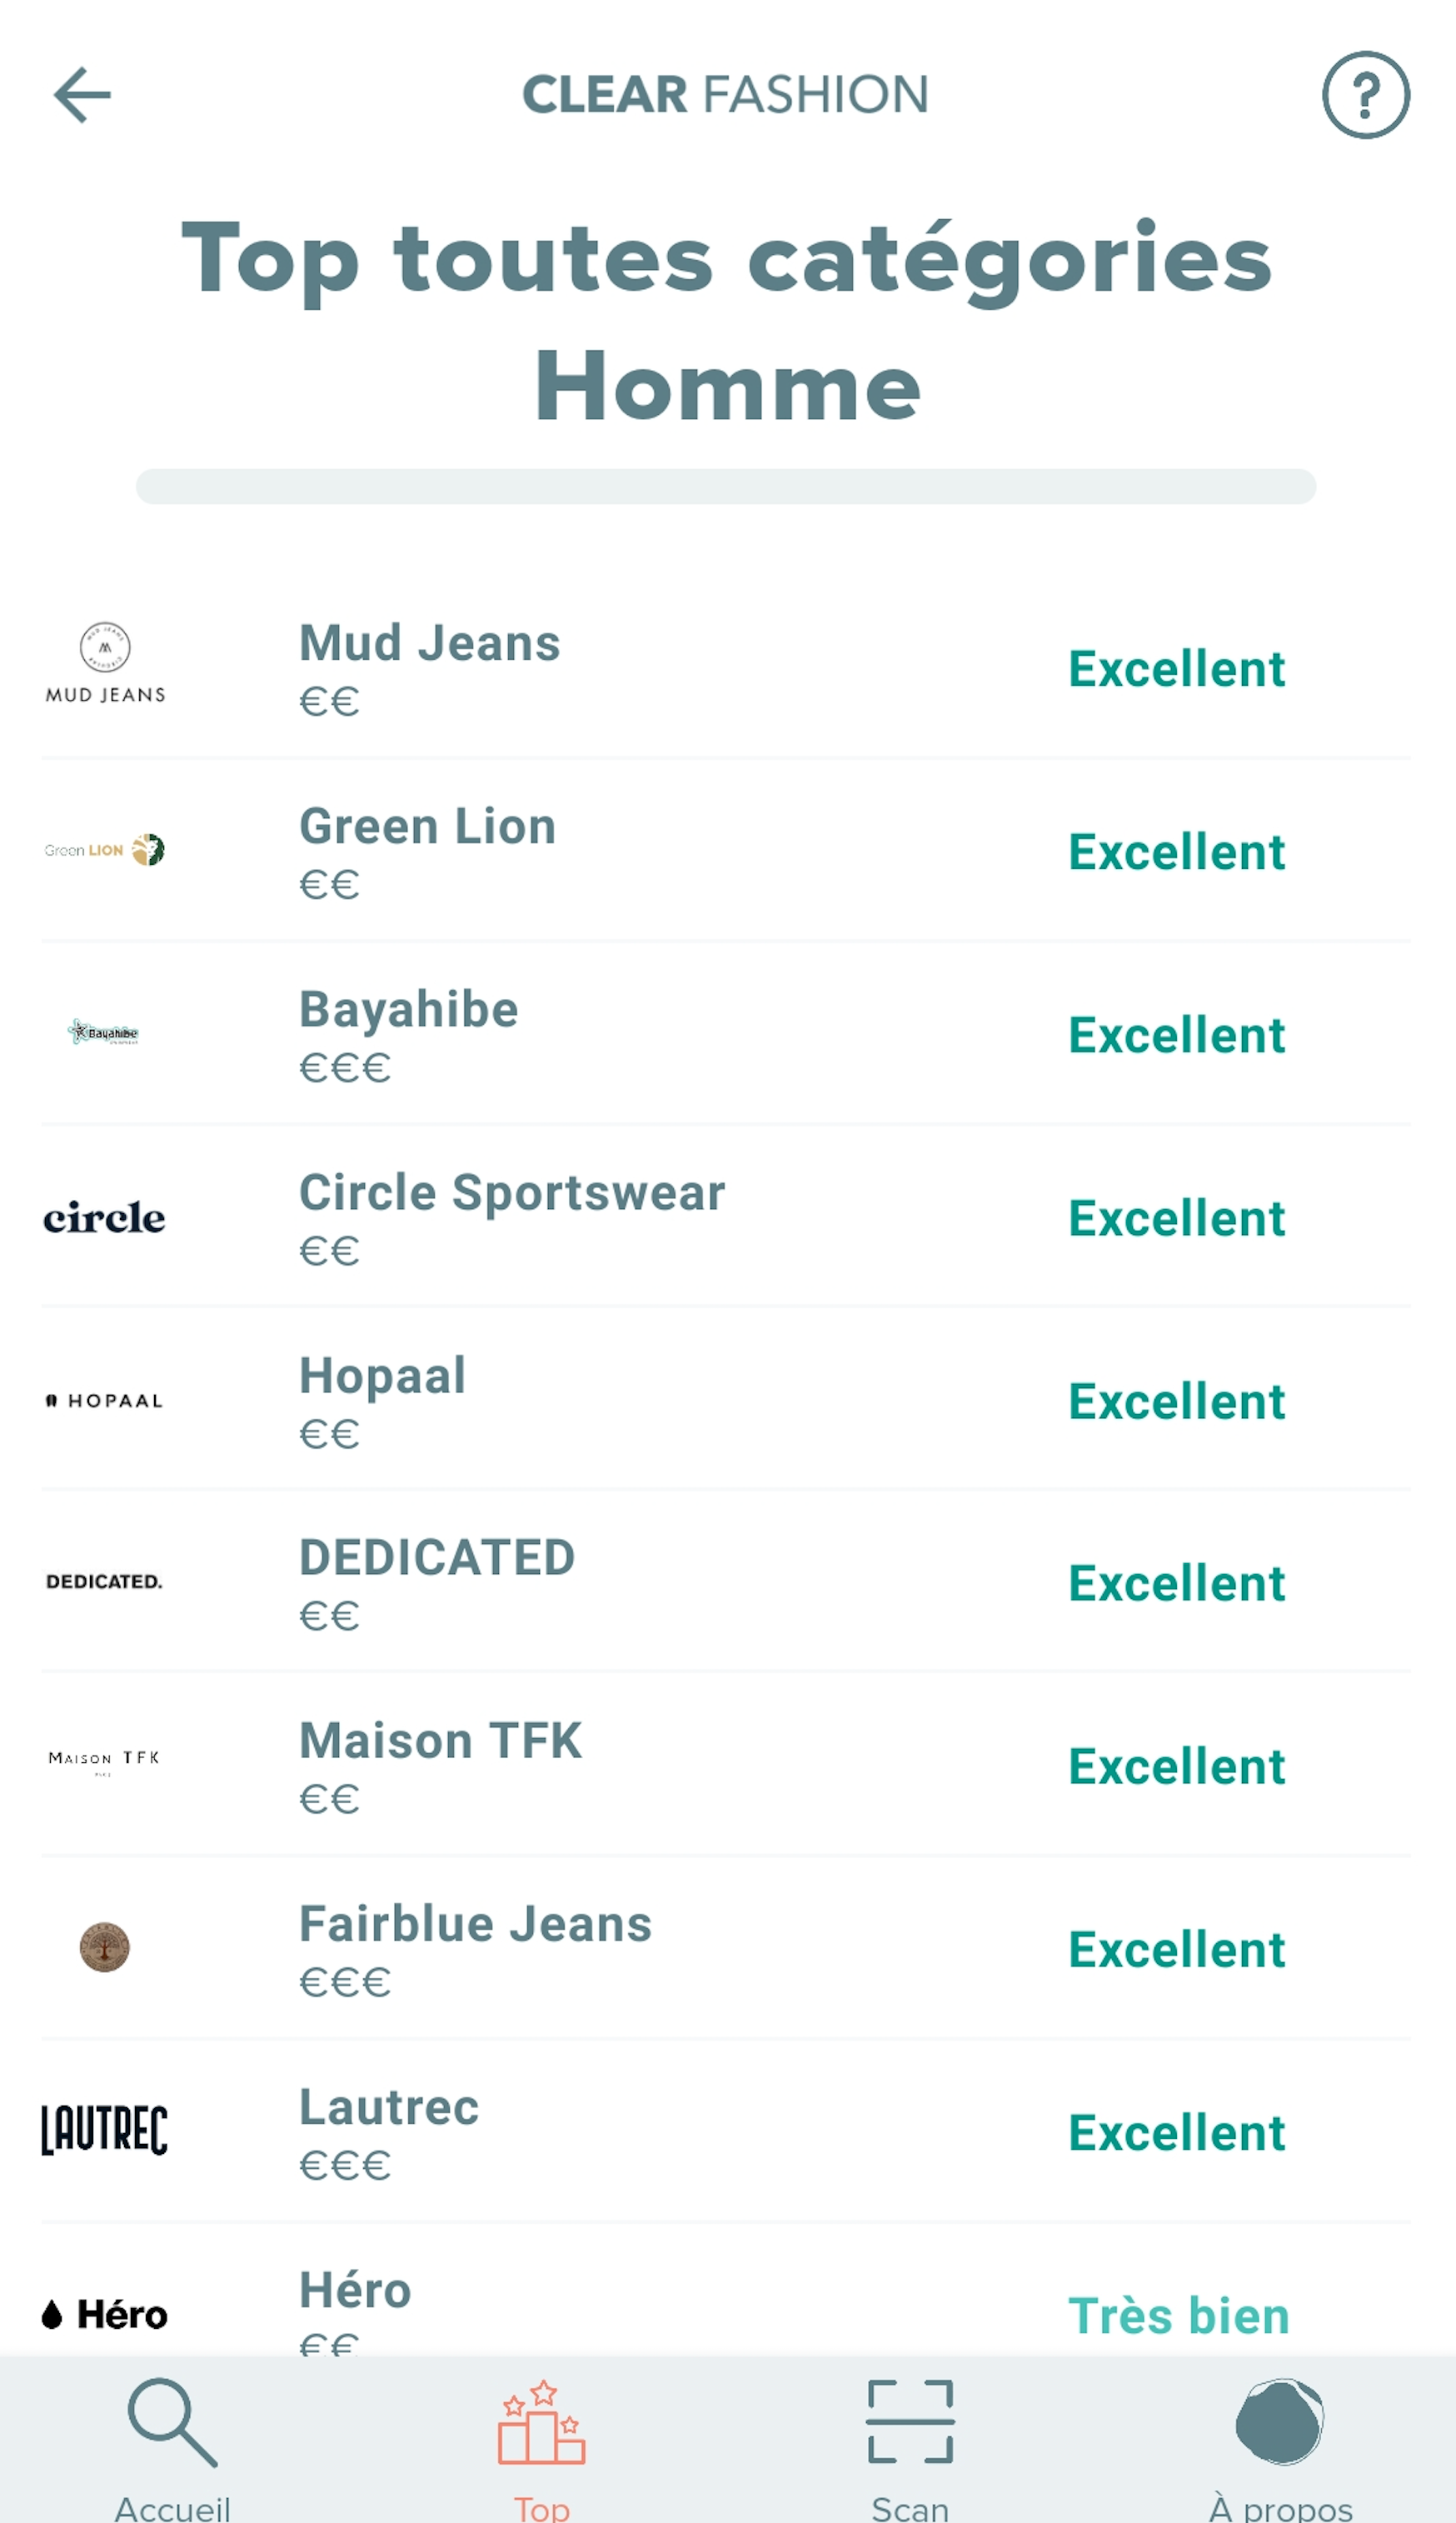 CLEAR FASHION
?
Top toutes catégories
Homme
MUD JEANS
Mud Jeans
€€
Excellent
Green LION
Green Lion
€€
Excellent
Bayahibe
Bayahibe
€€€
Excellent
circle
Circle Sportswear
€€
Excellent
HOPAAL
Hopaal
€€
Excellent
DEDICATED.
DEDICATED
€€
Excellent
MAISON TFK
Maison TFK
€€
Excellent
Fairblue Jeans
€€€
Excellent
LAUTREC
Lautrec
€€€
Excellent
Héro
Héro
€€
Très bien
Accueil
Top
Scan
À propos